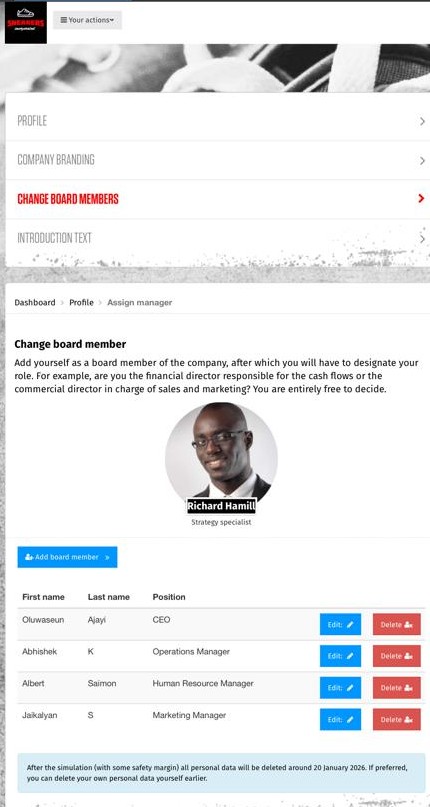 SNEAKERS
Your actions
PROFILE
COMPANY BRANDING
CHANGE BOARD MEMBERS
INTRODUCTION TEXT
Dashboard > Profile > Assign manager
Change board member
Add yourself as a board member of the company, after which you will have to designate your
role. For example, are you the financial director responsible for the cash flows or the
commercial director in charge of sales and marketing? You are entirely free to decide.
Richard Hamill
Strategy specialist
Add board member »
First name Last name Position
Oluwaseun Ajayi CEO Edit: Delete
Abhishek K Operations Manager Edit: Delete
Albert Saimon Human Resource Manager Edit: Delete
Jaikalyan S Marketing Manager Edit: Delete
After the simulation (with some safety margin) all personal data will be deleted around 20 January 2026. If preferred,
you can delete your own personal data yourself earlier.